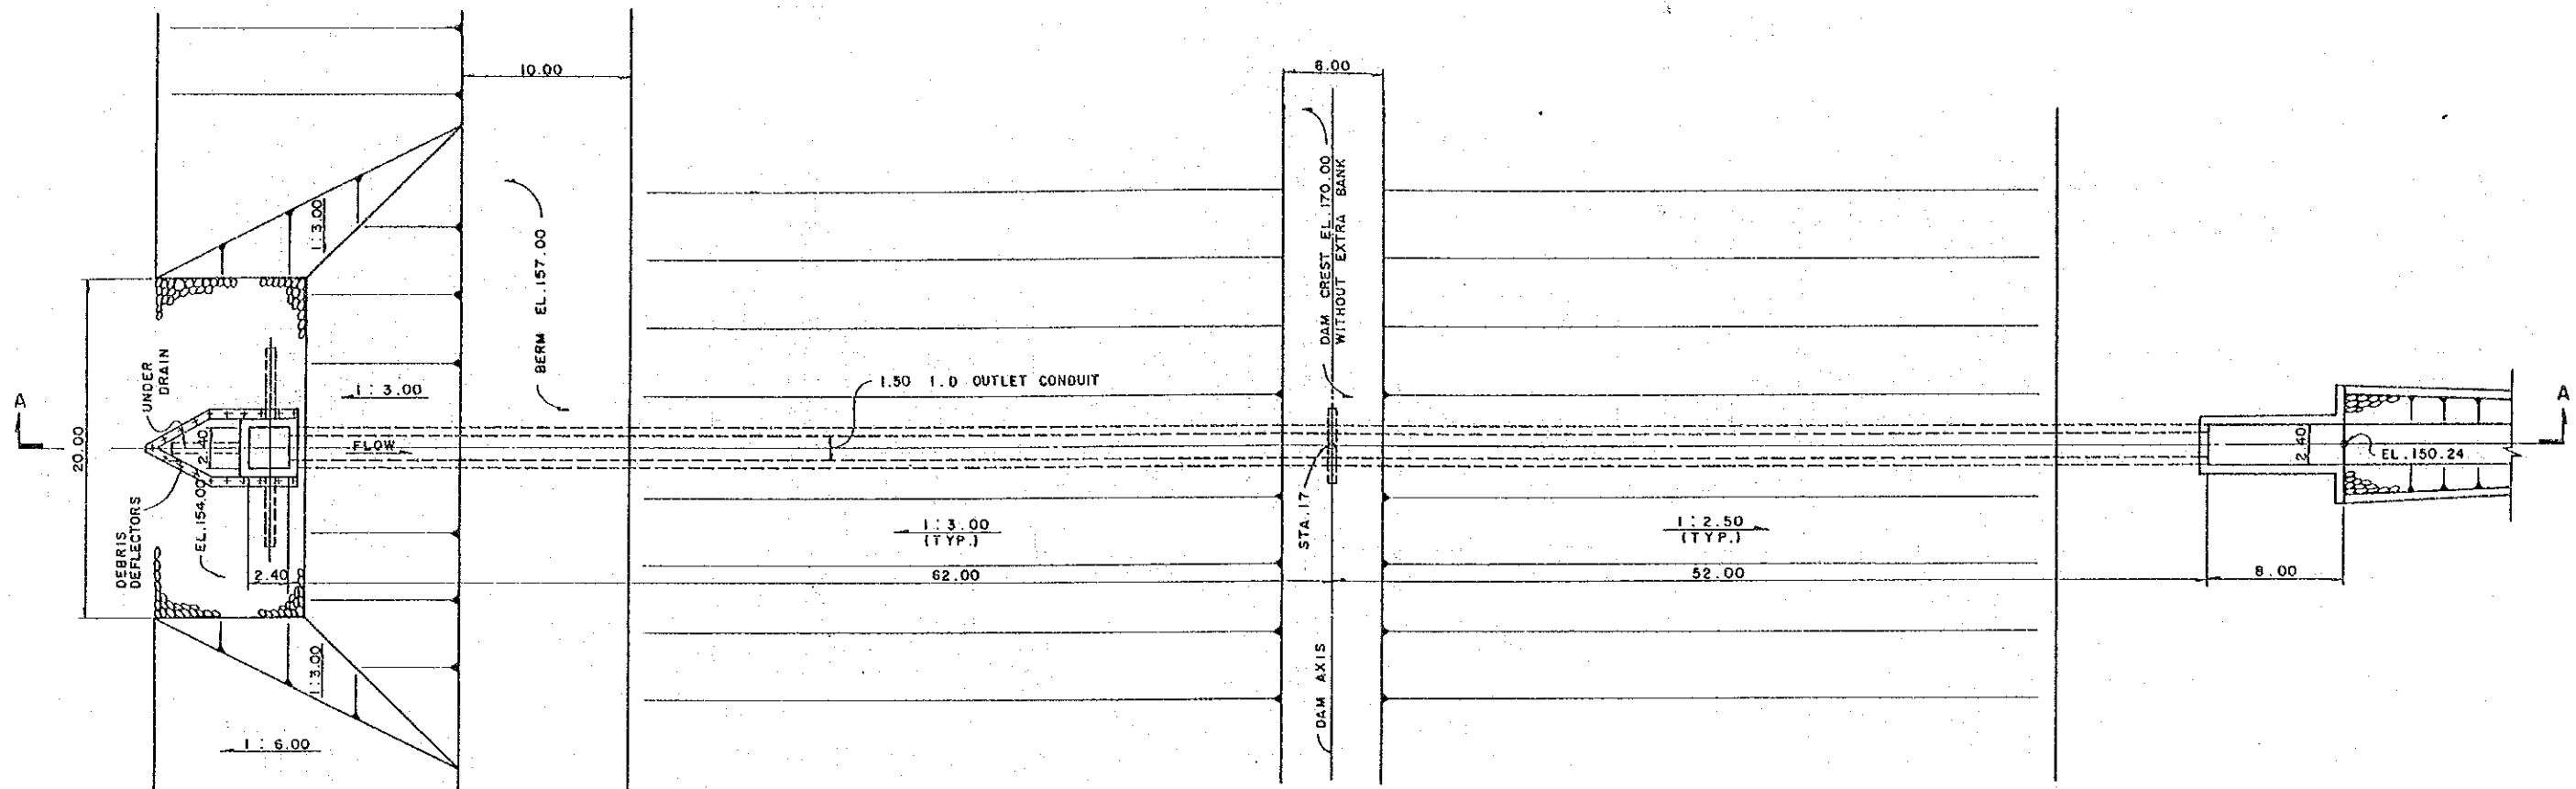 10.00
8.00
1:3.00
BERM EL.157.00
DAM CREST EL.170.00
WITHOUT EXTRA BANK
UNDER
DRAIN
1:3.00
1.50 I.D OUTLET CONDUIT
A
A
20.00
2.40
FLOW
2.40
EL.150.24
DEBRIS
DEFLECTORS
EL.154.00
STA.17
1:3.00
(TYP.)
1:2.50
(TYP.)
2.40
62.00
52.00
8.00
1:3.00
DAM AXIS
1:6.00